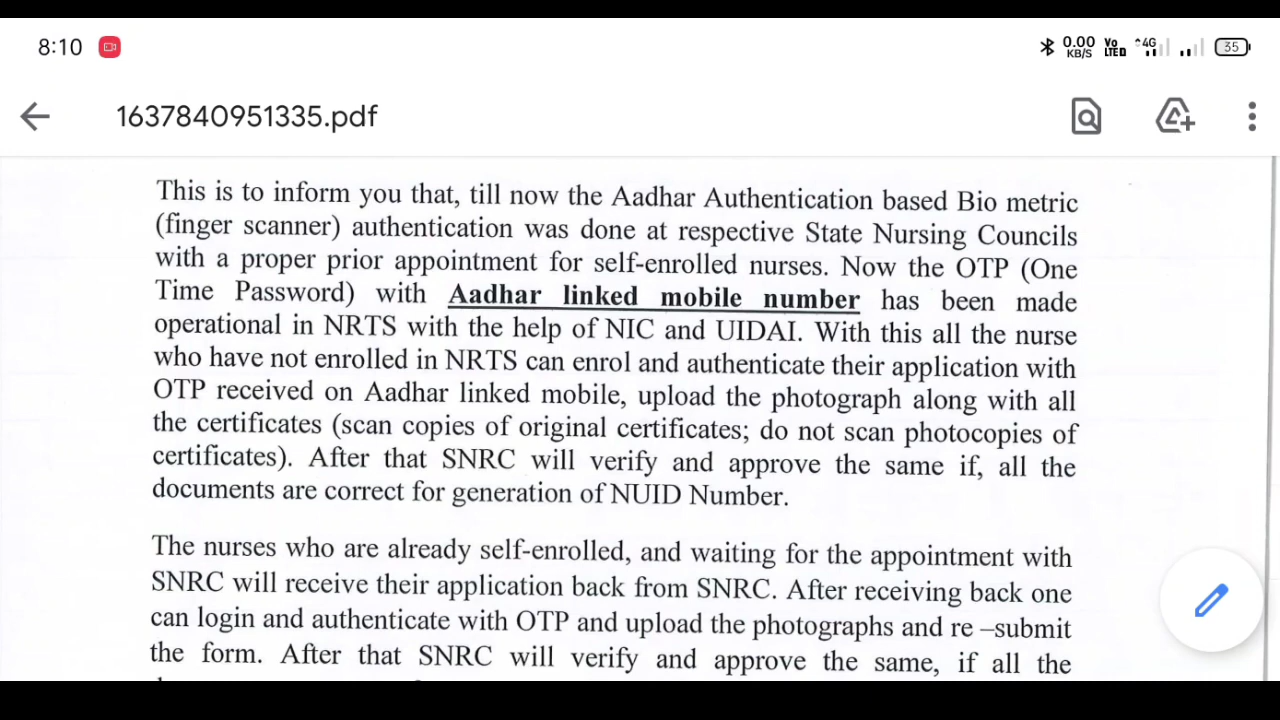 8:10
0.00 KB/S Vo LTE 4G 35
1637840951335.pdf
This is to inform you that, till now the Aadhar Authentication based Bio metric
(finger scanner) authentication was done at respective State Nursing Councils
with a proper prior appointment for self-enrolled nurses. Now the OTP (One
Time Password) with Aadhar linked mobile number has been made
operational in NRTS with the help of NIC and UIDAI. With this all the nurse
who have not enrolled in NRTS can enrol and authenticate their application with
OTP received on Aadhar linked mobile, upload the photograph along with all
the certificates (scan copies of original certificates; do not scan photocopies of
certificates). After that SNRC will verify and approve the same if, all the
documents are correct for generation of NUID Number.
The nurses who are already self-enrolled, and waiting for the appointment with
SNRC will receive their application back from SNRC. After receiving back one
can login and authenticate with OTP and upload the photographs and re –submit
the form. After that SNRC will verify and approve the same, if all the